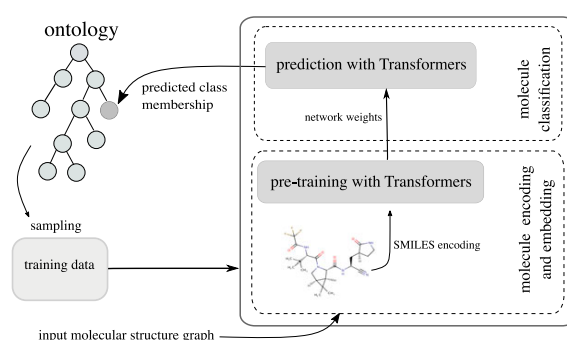 ontology
prediction with Transformers
predicted class
membership
network weights
molecule
classification
pre-training with Transformers
SMILES encoding
molecule encoding
and embedding
sampling
training data
input molecular structure graph